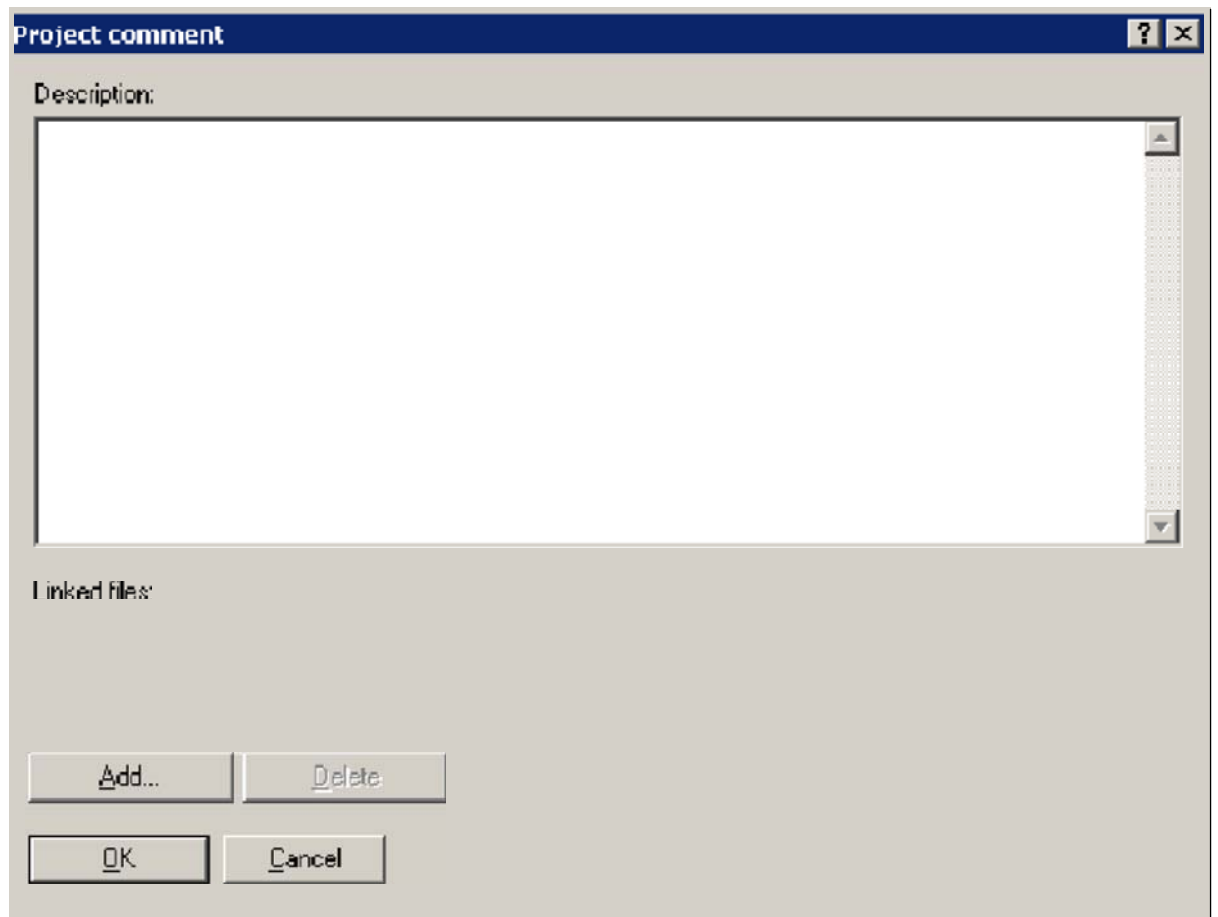 Project comment
Description:
Linked files:
Add...
Delete
OK
Cancel